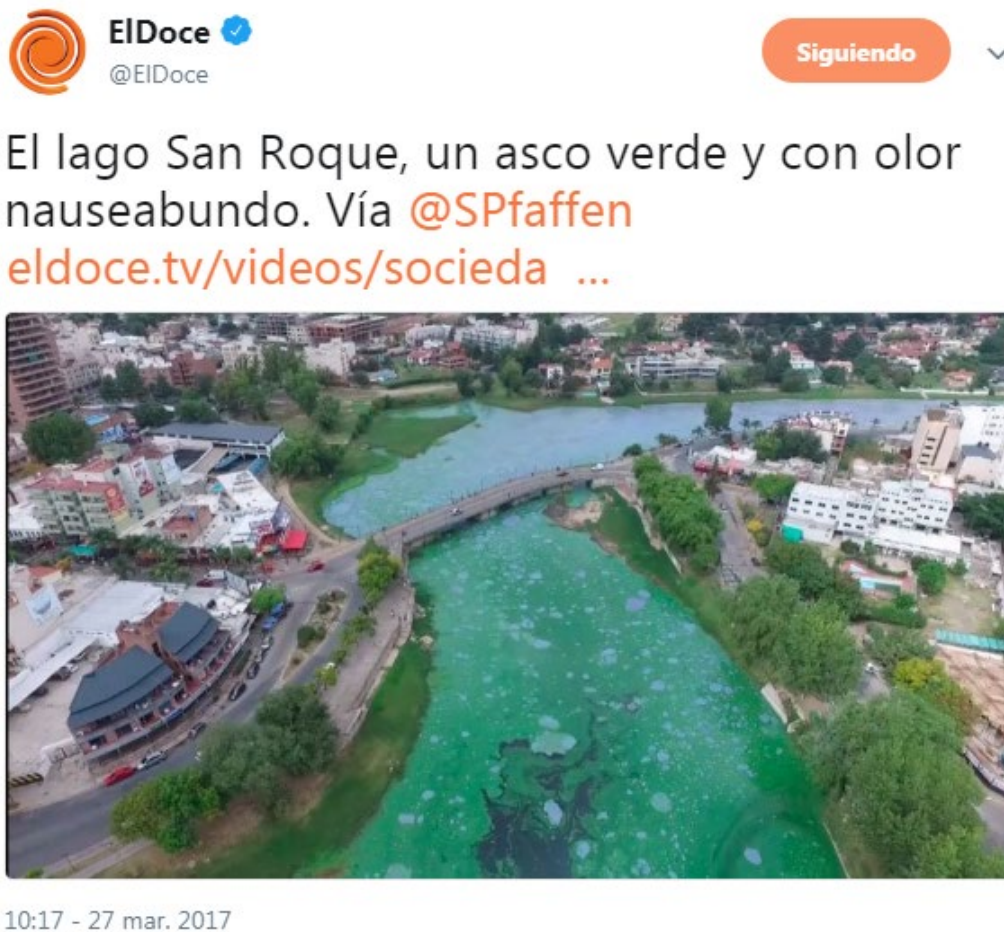 ElDoce
@ElDoce
Siguiendo
El lago San Roque, un asco verde y con olor
nauseabundo. Vía @SPfaffen
eldoce.tv/videos/socieda ...
10:17 - 27 mar. 2017